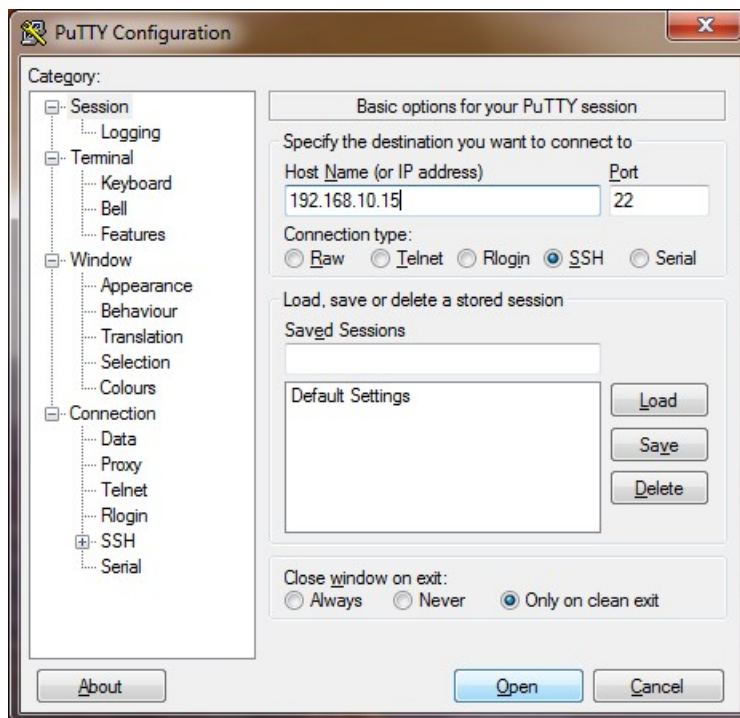 PuTTY Configuration
Category:
Session
Logging
Terminal
Keyboard
Bell
Features
Window
Appearance
Behaviour
Translation
Selection
Colours
Connection
Data
Proxy
Telnet
Rlogin
SSH
Serial
Basic options for your PuTTY session
Specify the destination you want to connect to
Host Name (or IP address) Port
192.168.10.15 22
Connection type:
Raw Telnet Rlogin SSH Serial
Load, save or delete a stored session
Saved Sessions
Default Settings
Load
Save
Delete
Close window on exit:
Always Never Only on clean exit
About Open Cancel